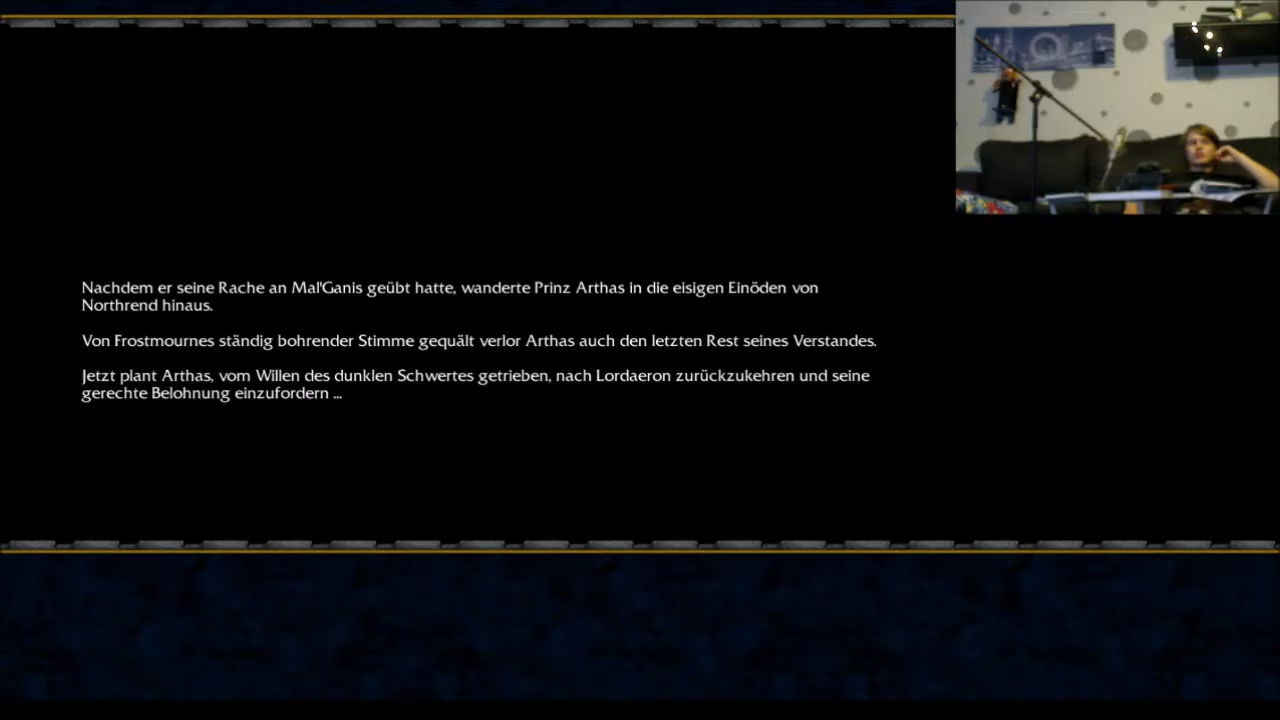 Nachdem er seine Rache an Mal'Ganis geübt hatte, wanderte Prinz Arthas in die eisigen Einöden von
Northrend hinaus.
Von Frostmournes ständig bohrender Stimme gequält verlor Arthas auch den letzten Rest seines Verstandes.
Jetzt plant Arthas, vom Willen des dunklen Schwertes getrieben, nach Lordaeron zurückzukehren und seine
gerechte Belohnung einzufordern ...